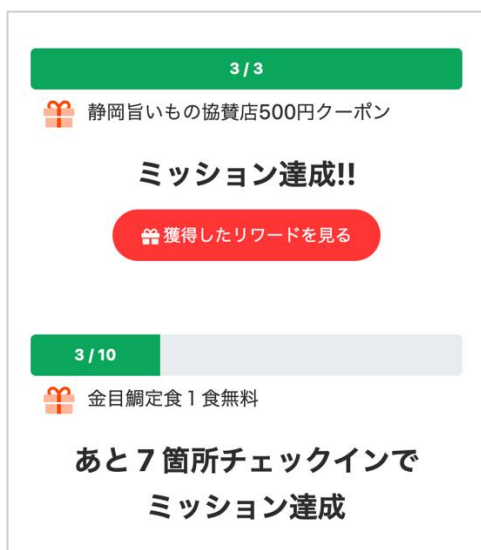 3 / 3
静岡旨いもの協賛店500円クーポン
ミッション達成!!
獲得したリワードを見る
3 / 10
金目鯛定食１食無料
あと７箇所チェックインで
ミッション達成